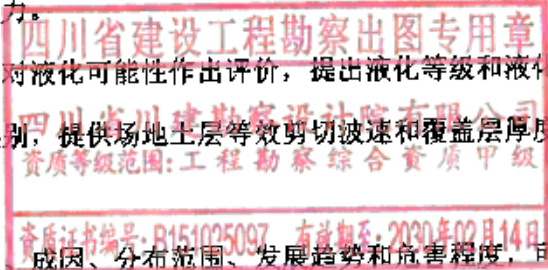 力。
四川省建设工程勘察出图专用章
对液化可能性作出评价，提出液化等级和液化
四川省川建勘察设计院有限公司
别，提供场地土层等效剪切波速和覆盖层厚度
资质等级范围：工程勘察综合资质甲级
资质证书编号：B151025097 有效期至：2030年02月14日
、成因、分布范围、发展趋势和危害程度，